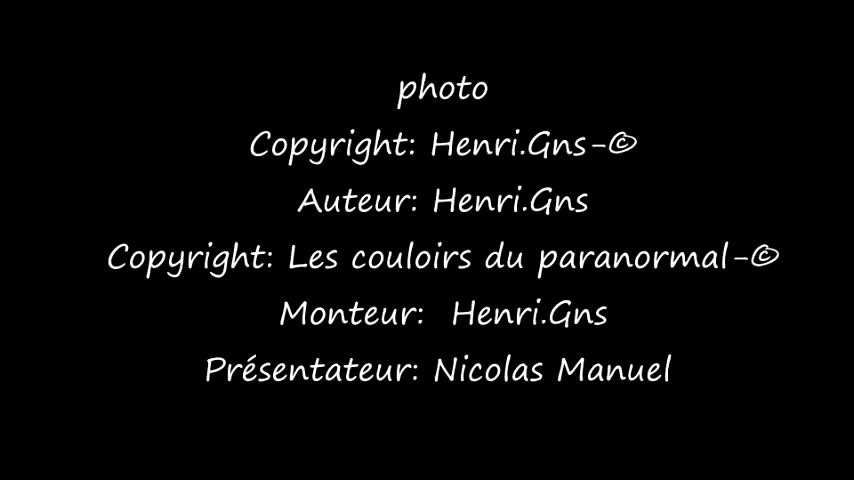 photo
Copyright: Henri.Gns-©
Auteur: Henri.Gns
Copyright: Les couloirs du paranormal-©
Monteur: Henri.Gns
Présentateur: Nicolas Manuel